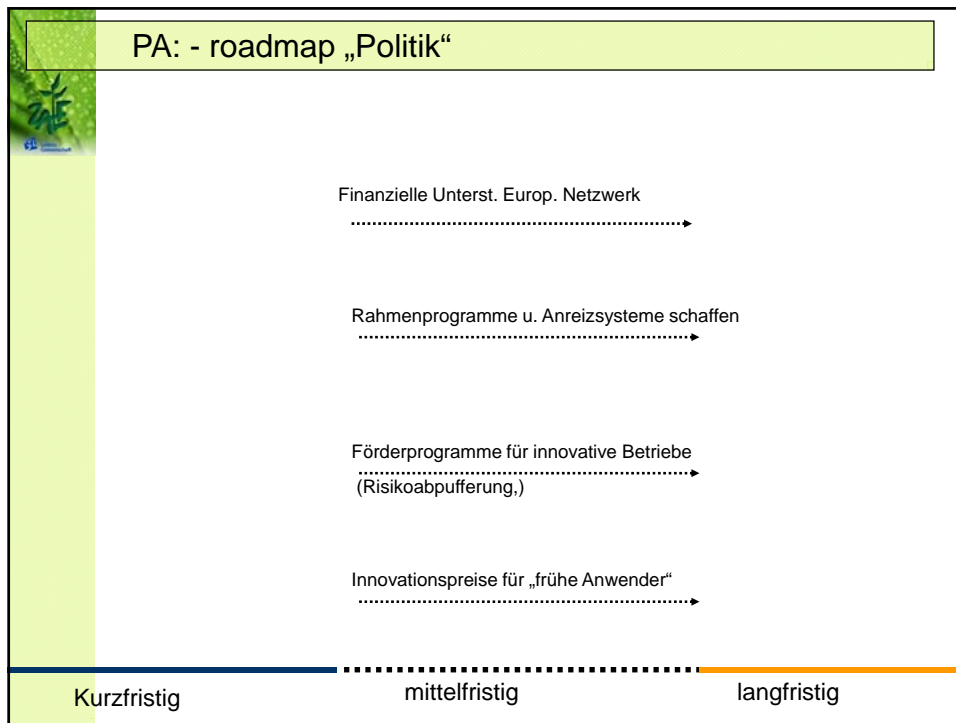 PA: - roadmap „Politik“
ZALF
Finanzielle Unterst. Europ. Netzwerk
Rahmenprogramme u. Anreizsysteme schaffen
Förderprogramme für innovative Betriebe
(Risikoabpufferung,)
Innovationspreise für „frühe Anwender“
Kurzfristig
mittelfristig
langfristig